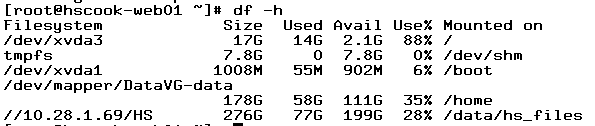 [root@hscook-web01 ~]# df -h
Filesystem            Size  Used Avail Use% Mounted on
/dev/xvda3             17G   14G  2.1G  88% /
tmpfs                 7.8G     0  7.8G   0% /dev/shm
/dev/xvda1           1008M   55M  902M   6% /boot
/dev/mapper/DataVG-data
                      178G   58G  111G  35% /home
//10.28.1.69/HS       276G   77G  199G  28% /data/hs_files